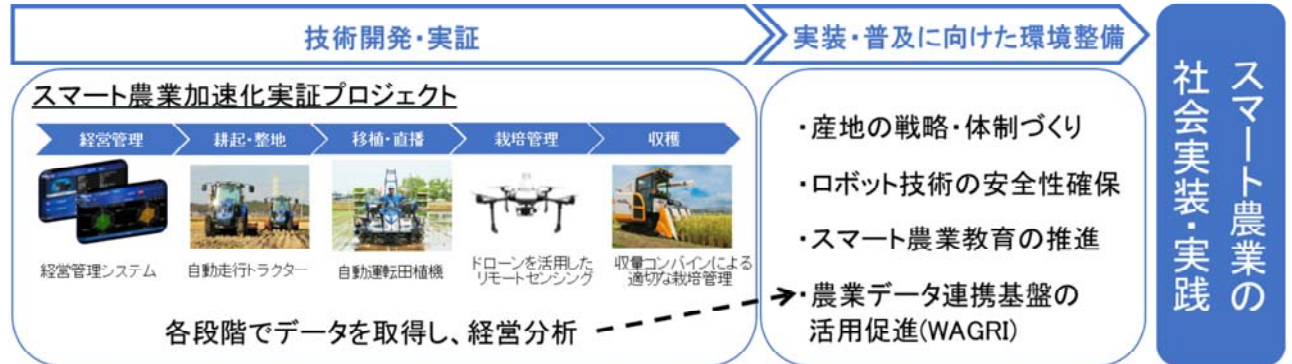 技術開発・実証
実装・普及に向けた環境整備
スマート農業の
社会実装・実践
スマート農業加速化実証プロジェクト
経営管理
耕起・整地
移植・直播
栽培管理
収穫
経営管理システム
自動走行トラクター
自動運転田植機
ドローンを活用した
リモートセンシング
収量コンバインによる
適切な栽培管理
各段階でデータを取得し、経営分析
・産地の戦略・体制づくり
・ロボット技術の安全性確保
・スマート農業教育の推進
・農業データ連携基盤の
活用促進(WAGRI)